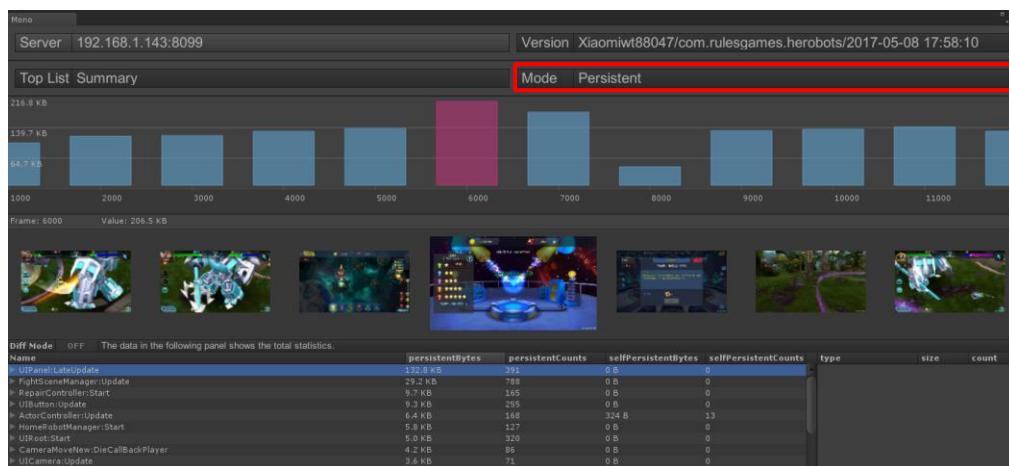 Mono
Server 192.168.1.143:8099 Version Xiaomiwt88047/com.rulesgames.herobots/2017-05-08 17:58:10
Top List Summary Mode Persistent
216.8 KB
139.7 KB
64.7 KB
1000 2000 3000 4000 5000 6000 7000 8000 9000 10000 11000
Frame: 6000 Value: 206.5 KB
Diff Mode OFF The data in the following panel shows the total statistics.
Name persistentBytes persistentCounts selfPersistentBytes selfPersistentCounts type size count
UIPanel:LateUpdate 132.8 KB 391 0 B 0
FightSceneManager:Update 29.2 KB 788 0 B 0
RepairController:Start 9.7 KB 165 0 B 0
UIButton:Update 9.3 KB 255 0 B 0
ActorController:Update 6.4 KB 168 324 B 13
HomeRobotManager:Start 5.8 KB 127 0 B 0
UIRoot:Start 5.0 KB 320 0 B 0
CameraMoveNew:DieCallBackPlayer 4.2 KB 86 0 B 0
UICamera:Update 3.6 KB 71 0 B 0